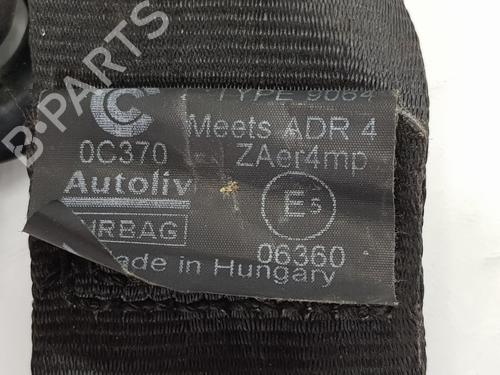 B-PARTS
TYPE 9064
Meets ADR 4
0C370 ZAer4mp
Autoliv
E5
AIRBAG 06360
Made in Hungary